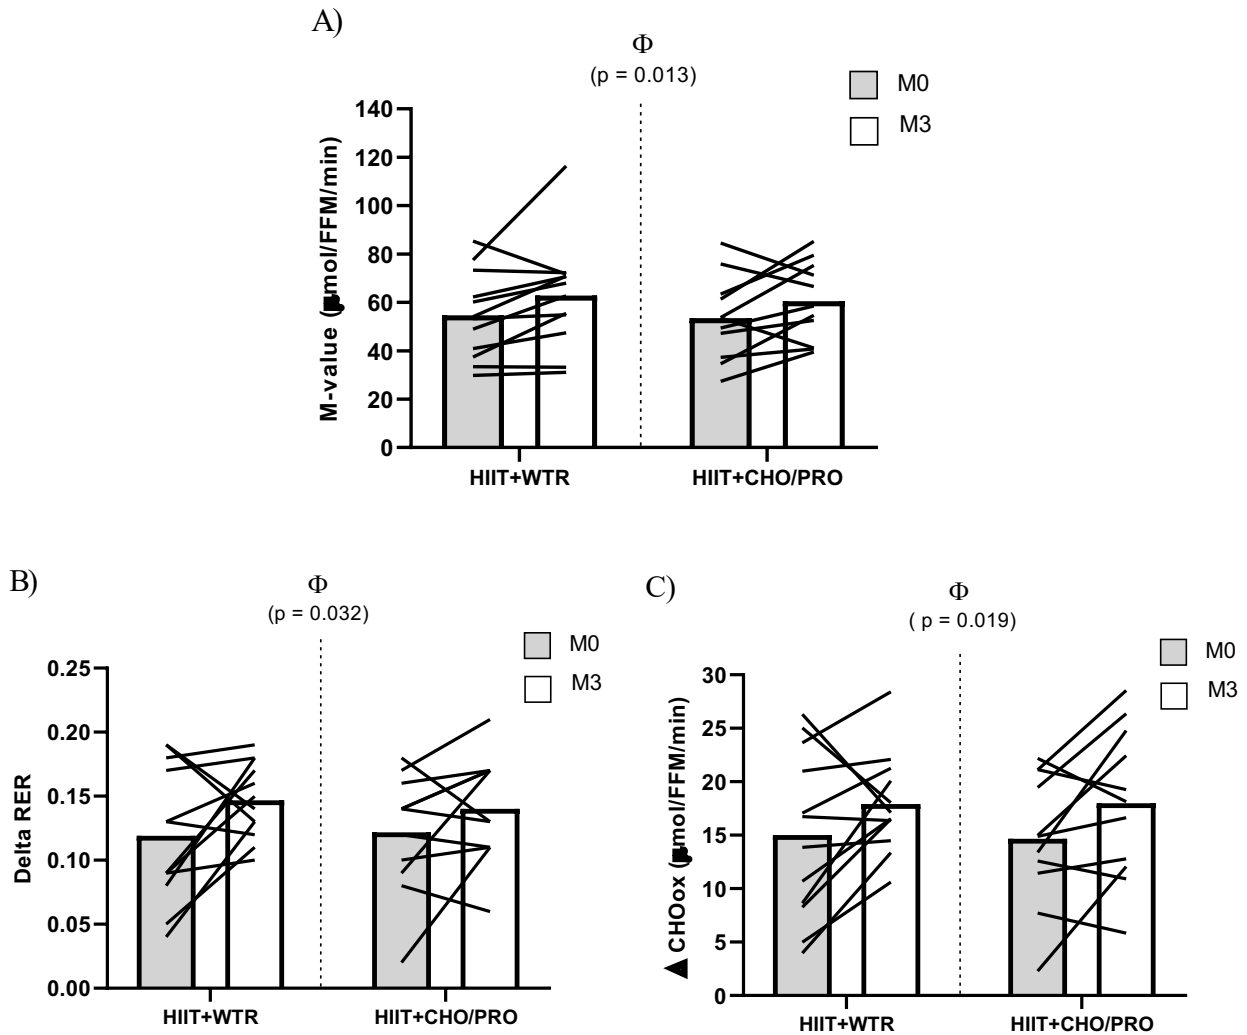 A)
Φ
(p = 0.013)
M0
M3
140
120
100
80
60
40
20
0
M-value (mol/FFM/min)
HIIT+WTR
HIIT+CHO/PRO
B)
Φ
(p = 0.032)
M0
M3
0.25
0.20
0.15
0.10
0.05
0.00
Delta RER
HIIT+WTR
HIIT+CHO/PRO
C)
Φ
( p = 0.019)
M0
M3
30
25
20
15
10
5
0
▲ CHOox (mol/FFM/min)
HIIT+WTR
HIIT+CHO/PRO